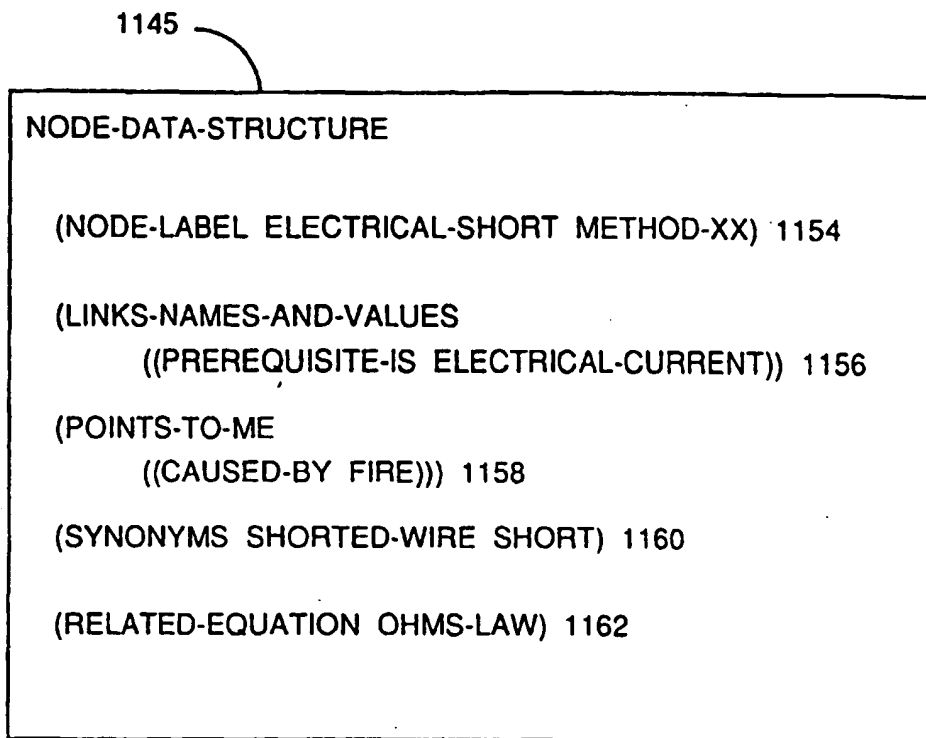 1145
NODE-DATA-STRUCTURE
(NODE-LABEL ELECTRICAL-SHORT METHOD-XX) 1154
(LINKS-NAMES-AND-VALUES
((PREREQUISITE-IS ELECTRICAL-CURRENT)) 1156
(POINTS-TO-ME
((CAUSED-BY FIRE))) 1158
(SYNONYMS SHORTED-WIRE SHORT) 1160
(RELATED-EQUATION OHMS-LAW) 1162